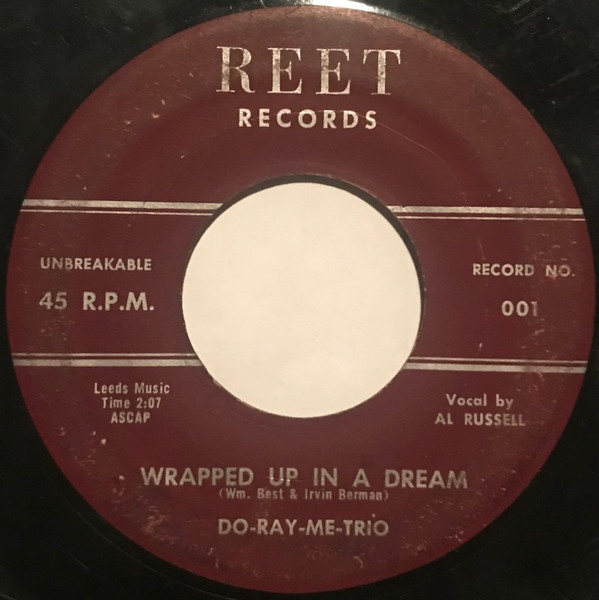 REET
RECORDS
UNBREAKABLE
45 R.P.M.
RECORD NO.
001
Leeds Music
Time 2:07
ASCAP
Vocal by
AL RUSSELL
WRAPPED UP IN A DREAM
(Wm. Best & Irvin Berman)
DO-RAY-ME-TRIO